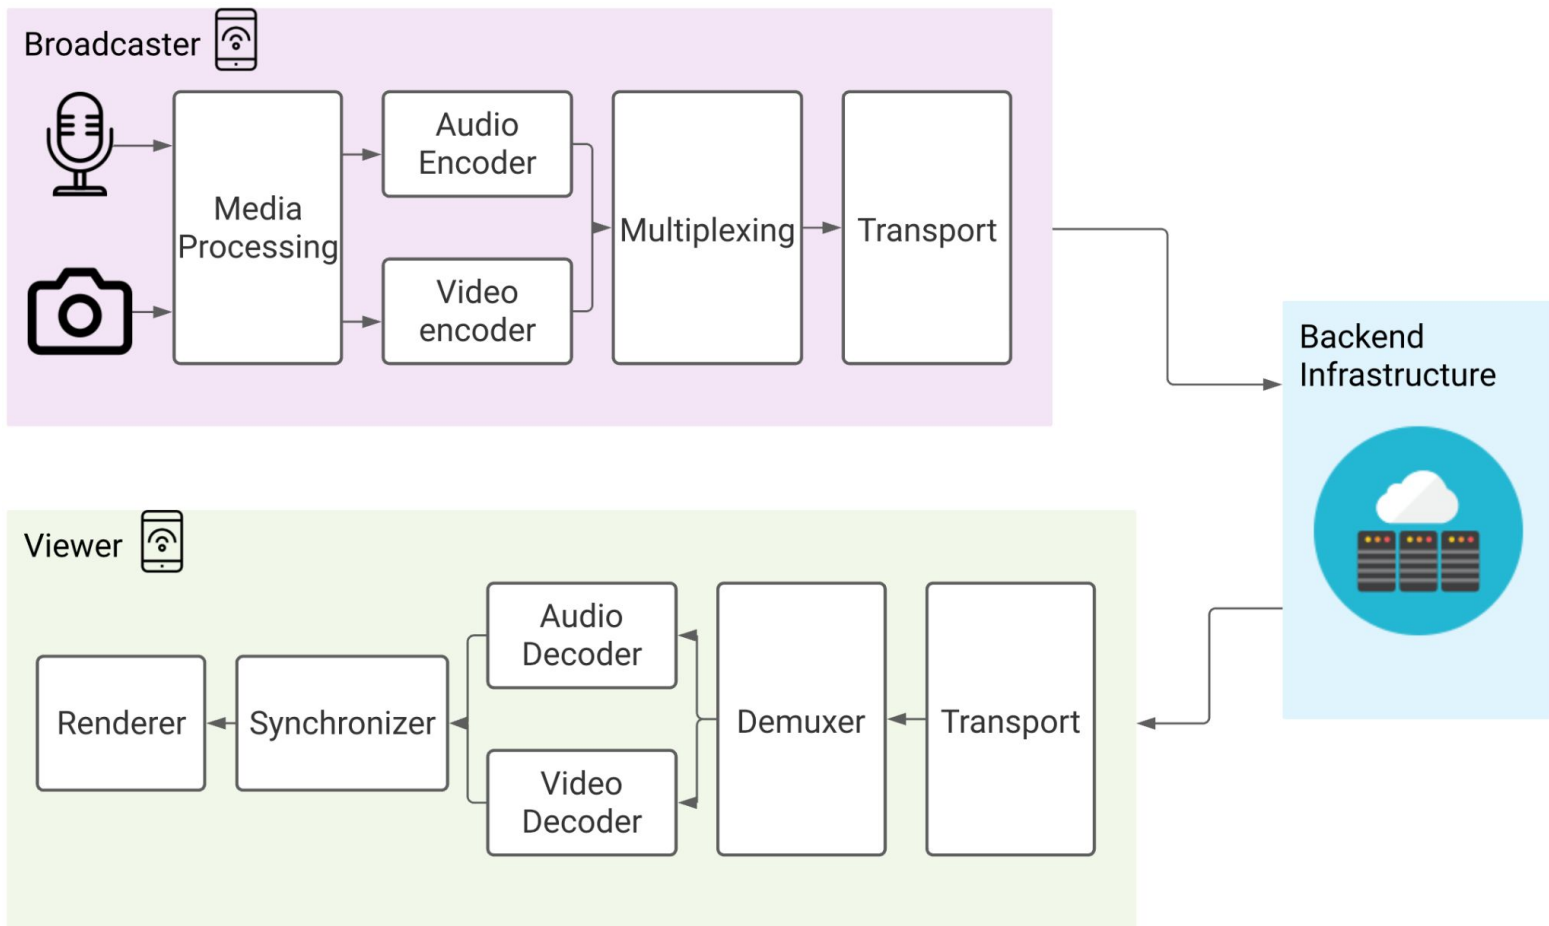 Broadcaster
Media
Processing
Audio
Encoder
Video
encoder
Multiplexing
Transport
Backend
Infrastructure
Viewer
Renderer
Synchronizer
Audio
Decoder
Video
Decoder
Demuxer
Transport